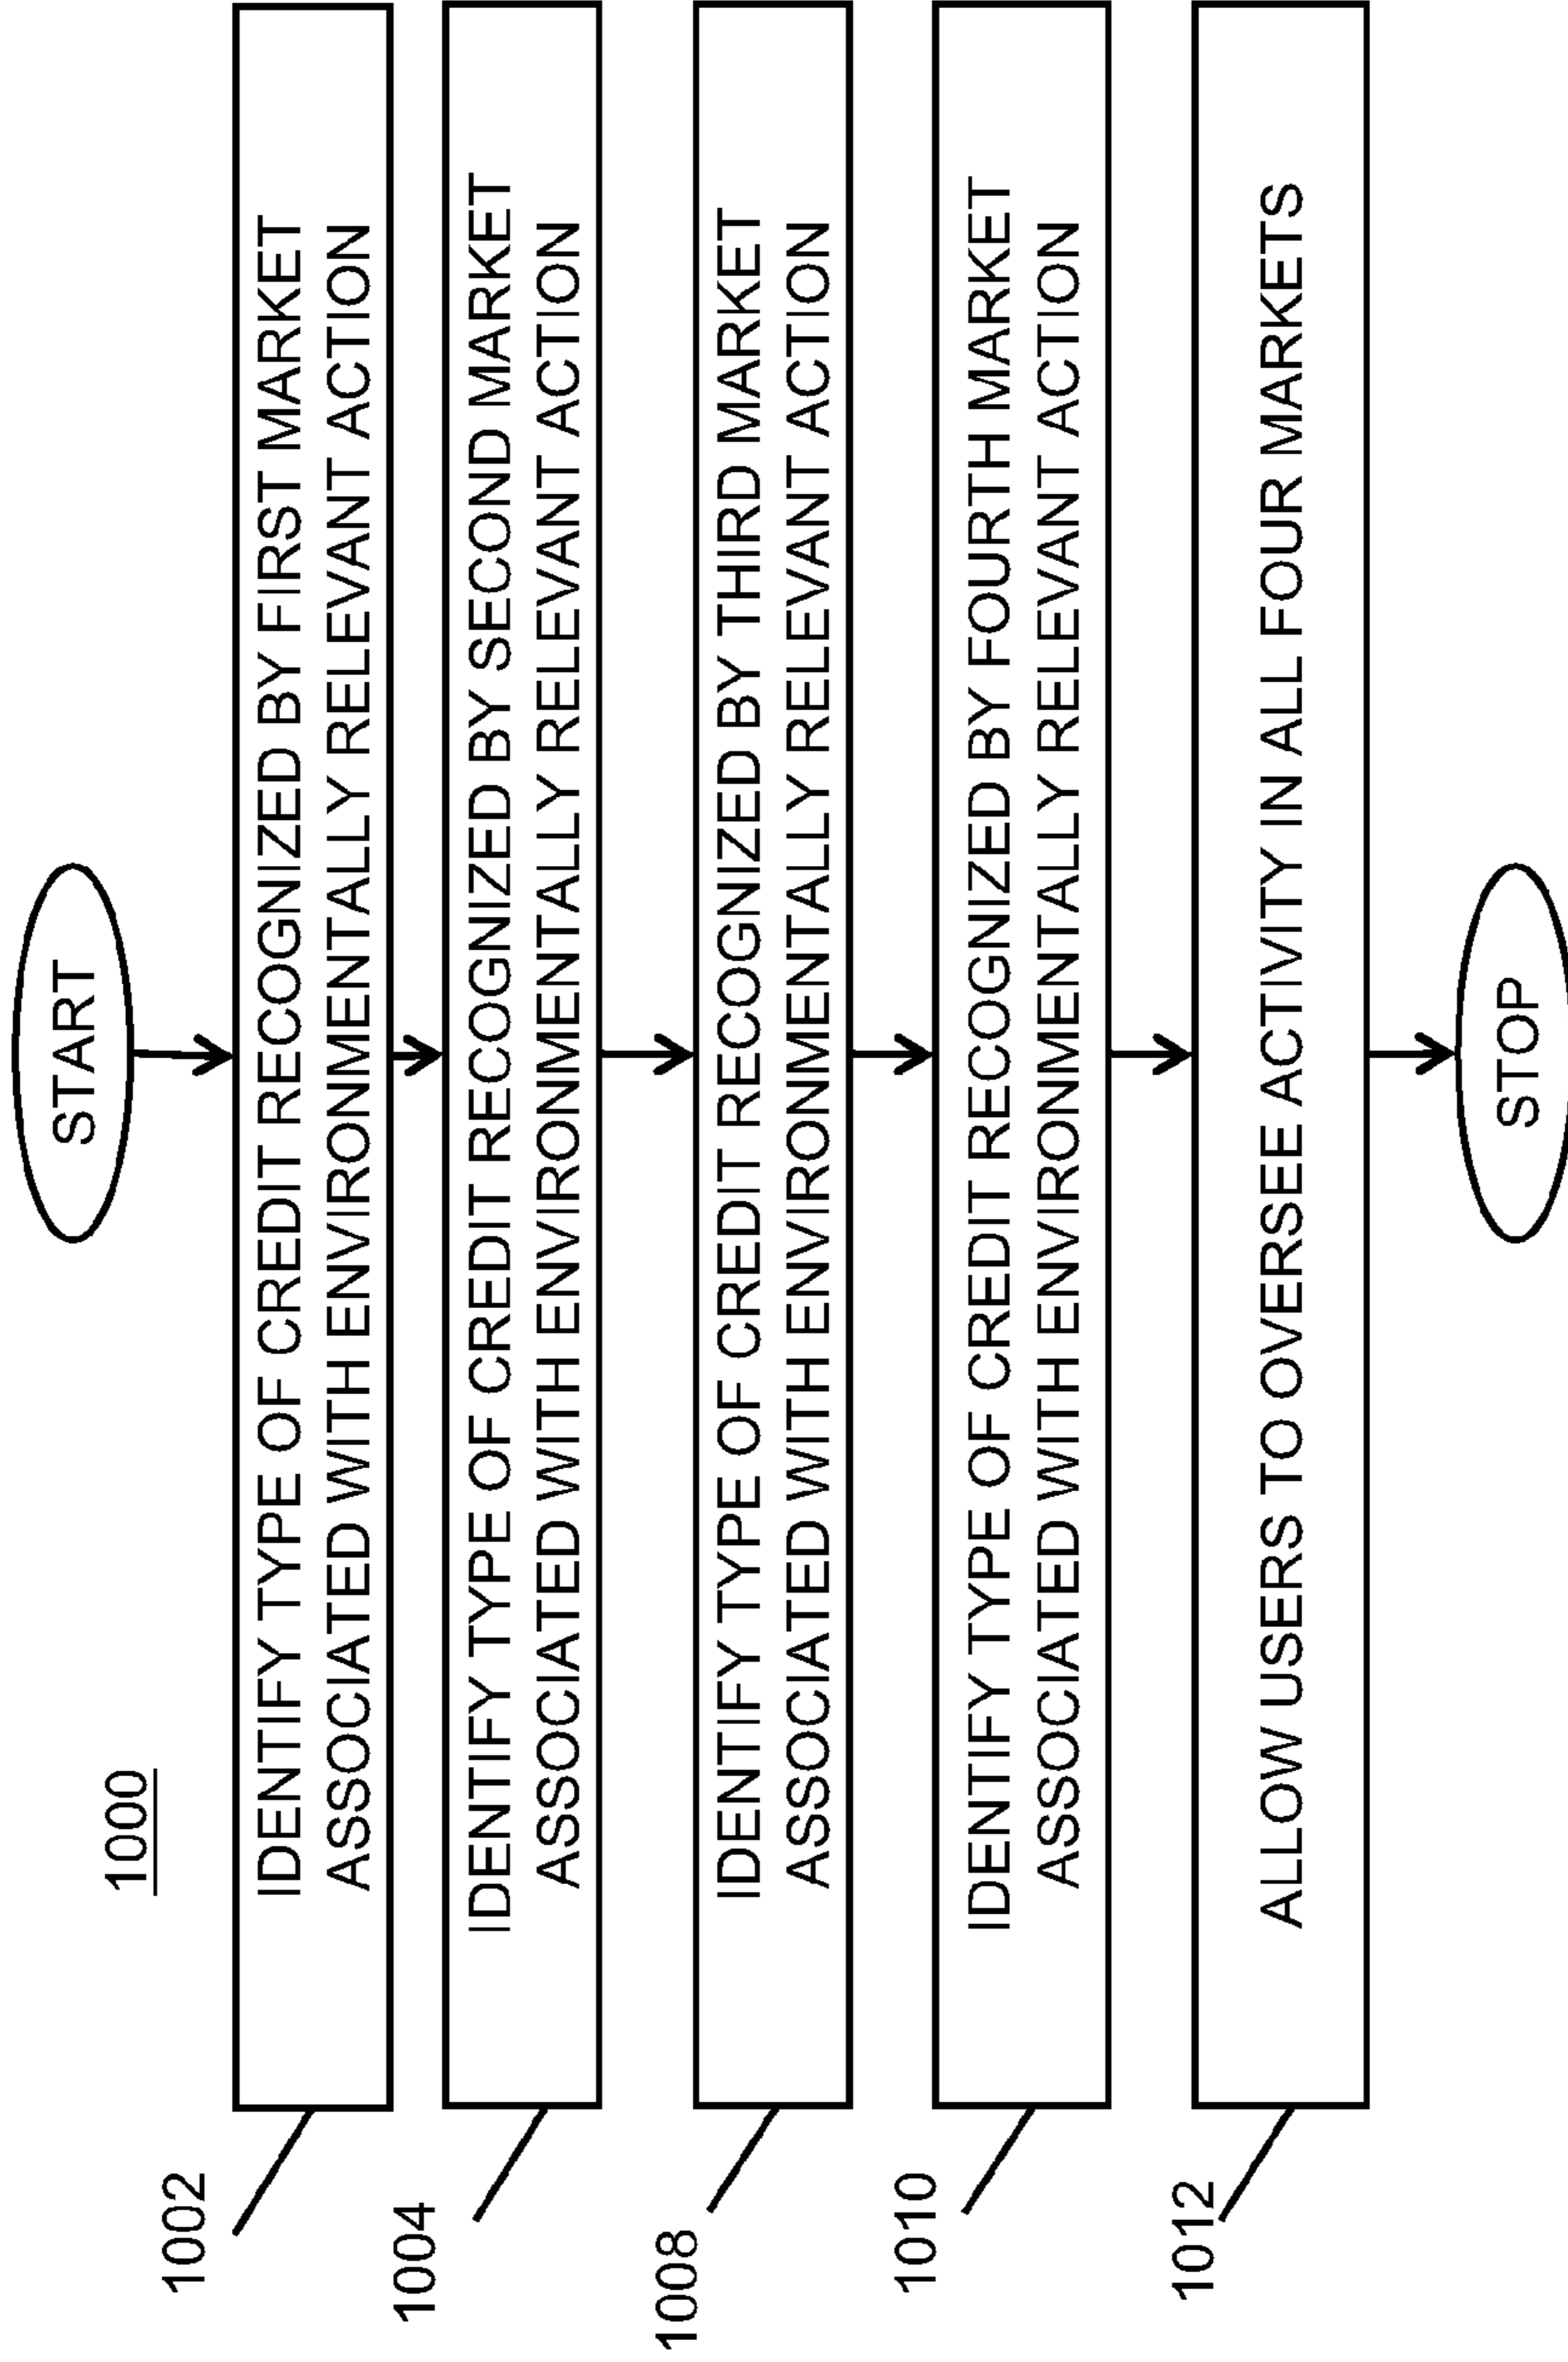 1000
START
1002
IDENTIFY TYPE OF CREDIT RECOGNIZED BY FIRST MARKET
ASSOCIATED WITH ENVIRONMENTALLY RELEVANT ACTION
1004
IDENTIFY TYPE OF CREDIT RECOGNIZED BY SECOND MARKET
ASSOCIATED WITH ENVIRONMENTALLY RELEVANT ACTION
1008
IDENTIFY TYPE OF CREDIT RECOGNIZED BY THIRD MARKET
ASSOCIATED WITH ENVIRONMENTALLY RELEVANT ACTION
1010
IDENTIFY TYPE OF CREDIT RECOGNIZED BY FOURTH MARKET
ASSOCIATED WITH ENVIRONMENTALLY RELEVANT ACTION
1012
ALLOW USERS TO OVERSEE ACTIVITY IN ALL FOUR MARKETS
STOP